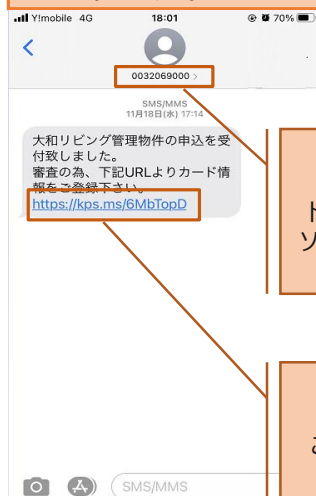 Y!mobile 4G 18:01 70%
0032069000 >
SMS/MMS
11月18日(水) 17:14
大和リビング管理物件の申込を受
付致しました。
審査の為、下記URLよりカード情
報をご登録下さい。
https://kps.ms/6MbTopD
ソ
SMS/MMS